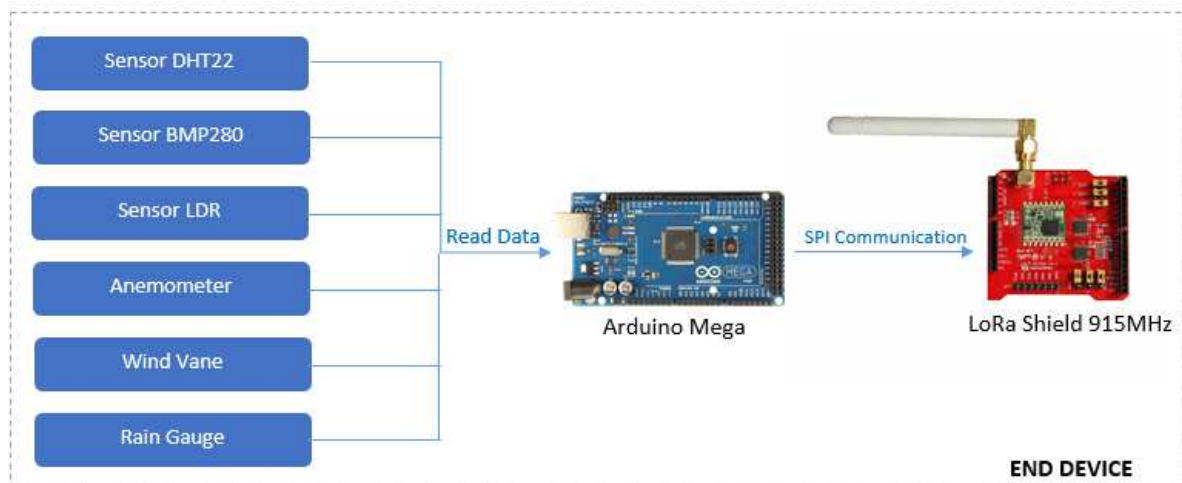 Sensor DHT22
Sensor BMP280
Sensor LDR
Anemometer
Wind Vane
Rain Gauge
Read Data
MEGA
Arduino Mega
SPI Communication
LoRa Shield 915MHz
END DEVICE